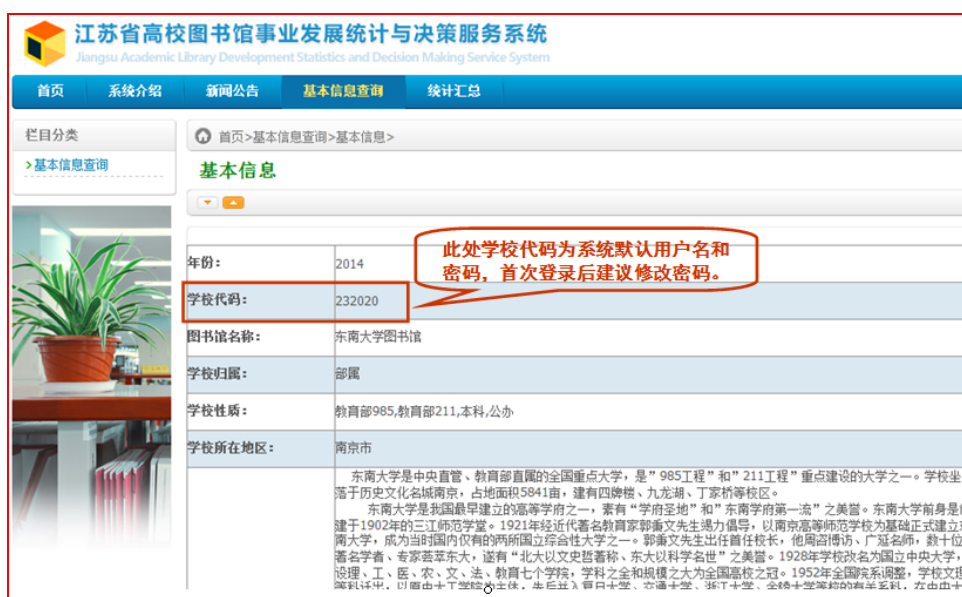 江苏省高校图书馆事业发展统计与决策服务系统
Jiangsu Academic Library Development Statistics and Decision Making Service System
首页 系统介绍 新闻公告 基本信息查询 统计汇总
栏目分类
首页>基本信息查询>基本信息>
>基本信息查询
基本信息
此处学校代码为系统默认用户名和
密码，首次登录后建议修改密码。
年份： 2014
学校代码： 232020
图书馆名称： 东南大学图书馆
学校归属： 部属
学校性质： 教育部985,教育部211,本科,公办
学校所在地区： 南京市
东南大学是中央直管、教育部直属的全国重点大学，是”985工程”和”211工程”重点建设的大学之一。学校坐
落于历史文化名城南京，占地面积5841亩，建有四牌楼、九龙湖、丁家桥等校区。
东南大学是我国最早建立的高等学府之一，素有“学府圣地”和“东南学府第一流”之美誉。东南大学前身是
建于1902年的三江师范学堂。1921年经近代著名教育家郭秉文先生竭力倡导，以南京高等师范学校为基础正式建立
南大学，成为当时国内仅有的两所国立综合性大学之一。郭秉文先生出任首任校长，他周咨博访、广延名师，数十位
著名学者、专家荟萃东大，遂有“北大以文史哲著称、东大以科学名世”之美誉。1928年学校改名为国立中央大学，
设理、工、医、农、文、法、教育七个学院，学科之全和规模之大为全国高校之冠。1952年全国院系调整，学校文理